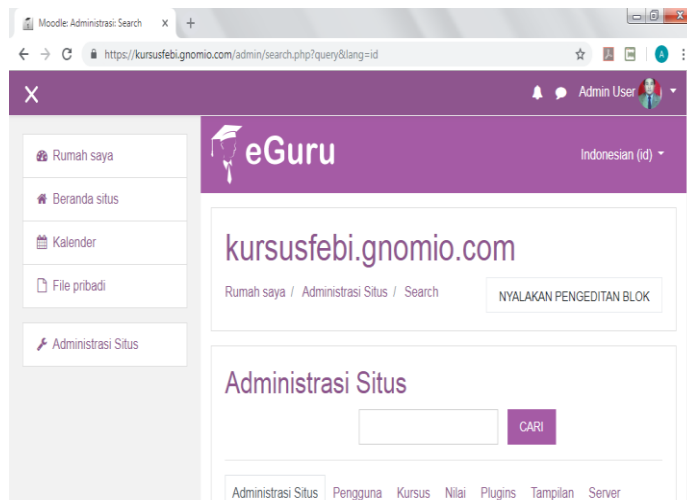 Moodle: Administrasi: Search
https://kursusfebi.gnomio.com/admin/search.php?query&lang=id
Admin User
Rumah saya
Beranda situs
Kalender
File pribadi
Administrasi Situs
eGuru
Indonesian (id)
kursusfebi.gnomio.com
Rumah saya / Administrasi Situs / Search
NYALAKAN PENGEDITAN BLOK
Administrasi Situs
CARI
Administrasi Situs Pengguna Kursus Nilai Plugins Tampilan Server